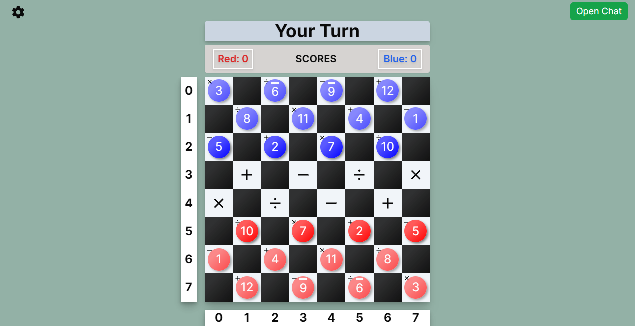 Open Chat
Your Turn
Red: 0 SCORES Blue: 0
0 × 3 ÷ 6 − 9 + 12
1 ÷ 8 × 11 + 4 − 1
2 − 5 + 2 × 7 ÷ 10
3 + − ÷ ×
4 × ÷ − +
5 ÷ 10 × 7 + 2 − 5
6 − 1 + 4 × 11 ÷ 8
7 + 12 − 9 ÷ 6 × 3
0 1 2 3 4 5 6 7